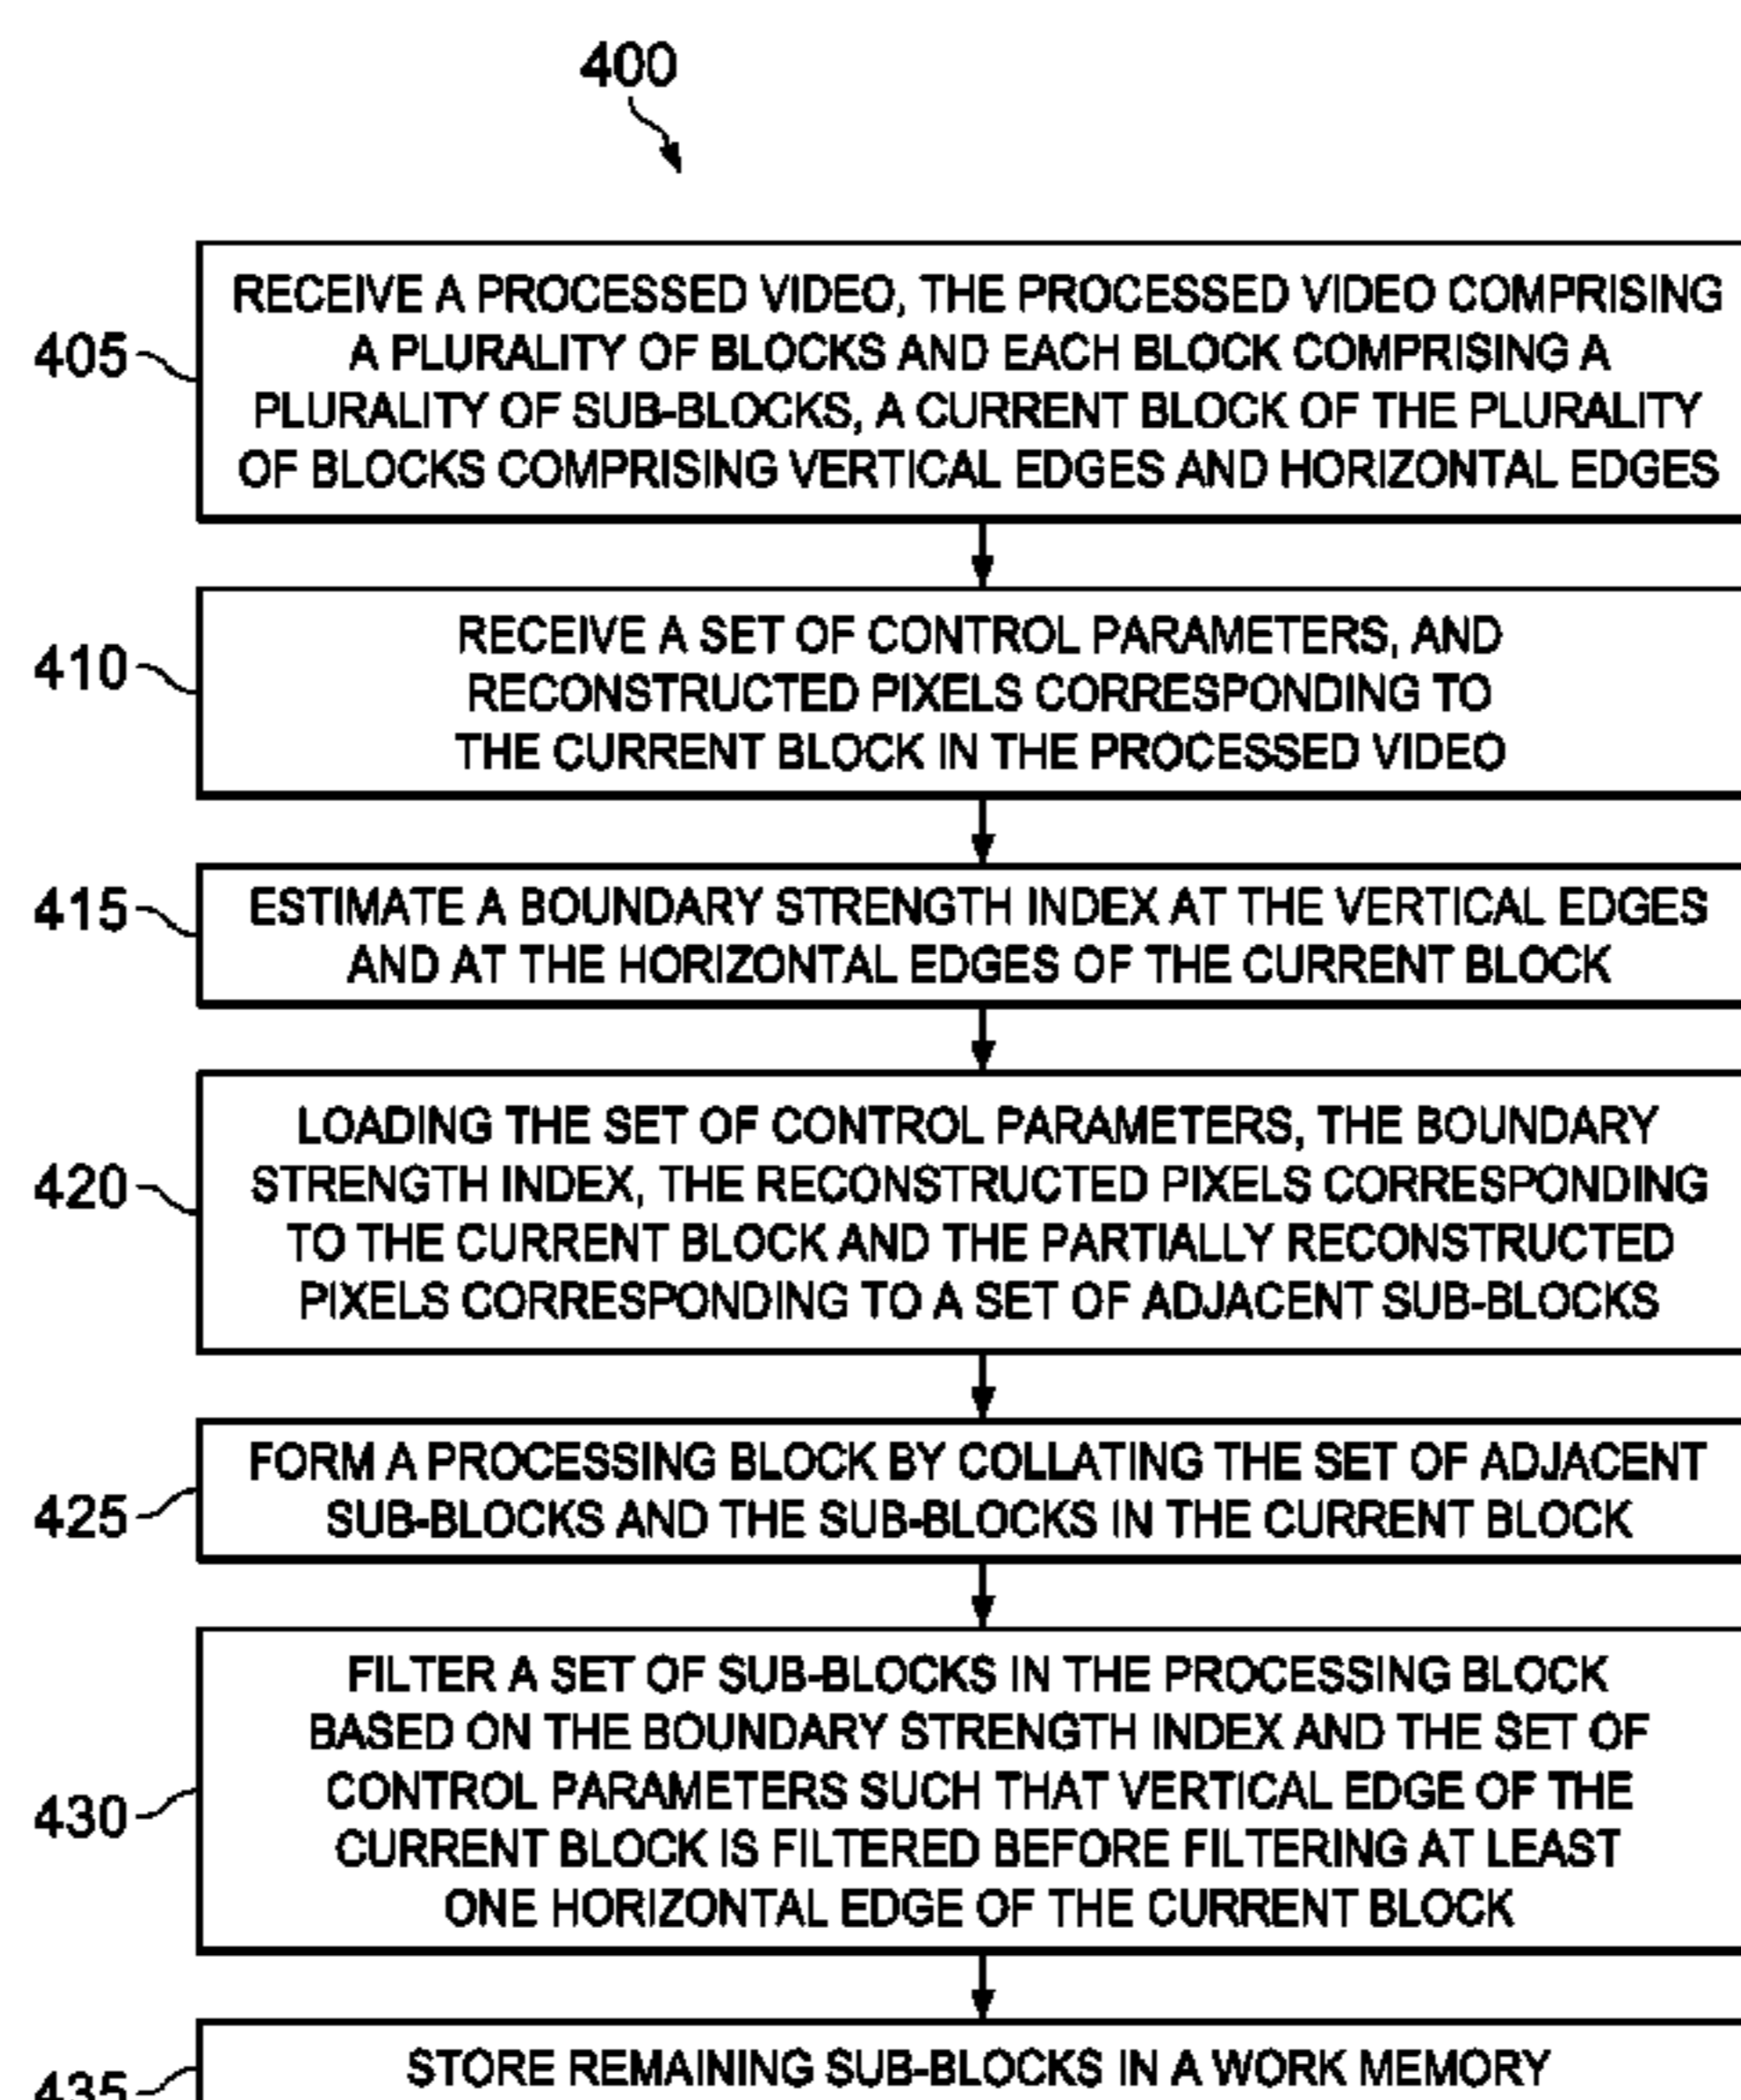 400
405
RECEIVE A PROCESSED VIDEO, THE PROCESSED VIDEO COMPRISING
A PLURALITY OF BLOCKS AND EACH BLOCK COMPRISING A
PLURALITY OF SUB-BLOCKS, A CURRENT BLOCK OF THE PLURALITY
OF BLOCKS COMPRISING VERTICAL EDGES AND HORIZONTAL EDGES
410
RECEIVE A SET OF CONTROL PARAMETERS, AND
RECONSTRUCTED PIXELS CORRESPONDING TO
THE CURRENT BLOCK IN THE PROCESSED VIDEO
415
ESTIMATE A BOUNDARY STRENGTH INDEX AT THE VERTICAL EDGES
AND AT THE HORIZONTAL EDGES OF THE CURRENT BLOCK
420
LOADING THE SET OF CONTROL PARAMETERS, THE BOUNDARY
STRENGTH INDEX, THE RECONSTRUCTED PIXELS CORRESPONDING
TO THE CURRENT BLOCK AND THE PARTIALLY RECONSTRUCTED
PIXELS CORRESPONDING TO A SET OF ADJACENT SUB-BLOCKS
425
FORM A PROCESSING BLOCK BY COLLATING THE SET OF ADJACENT
SUB-BLOCKS AND THE SUB-BLOCKS IN THE CURRENT BLOCK
430
FILTER A SET OF SUB-BLOCKS IN THE PROCESSING BLOCK
BASED ON THE BOUNDARY STRENGTH INDEX AND THE SET OF
CONTROL PARAMETERS SUCH THAT VERTICAL EDGE OF THE
CURRENT BLOCK IS FILTERED BEFORE FILTERING AT LEAST
ONE HORIZONTAL EDGE OF THE CURRENT BLOCK
435
STORE REMAINING SUB-BLOCKS IN A WORK MEMORY